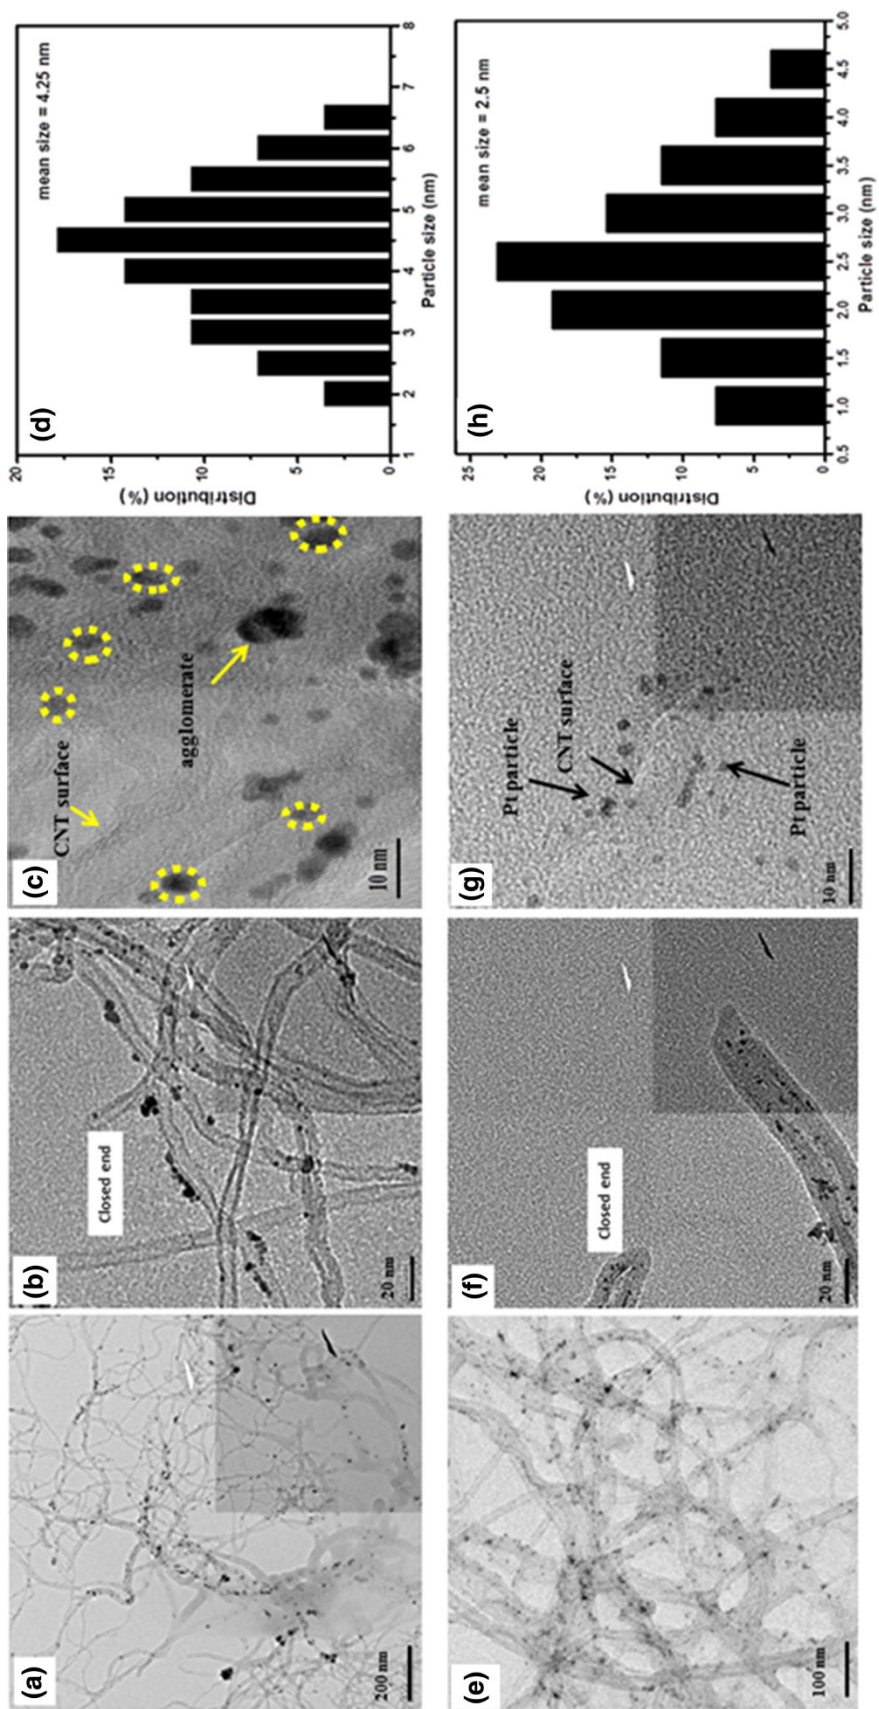 (a)
200 nm
(b)
Closed end
20 nm
(c)
CNT surface
agglomerate
10 nm
(d)
mean size = 4.25 nm
Distribution (%)
0
5
10
15
20
1
2
3
4
5
6
7
8
Particle size (nm)
(e)
100 nm
(f)
Closed end
20 nm
(g)
Pt particle
CNT surface
Pt particle
10 nm
(h)
mean size = 2.5 nm
Distribution (%)
0
5
10
15
20
25
0.5
1.0
1.5
2.0
2.5
3.0
3.5
4.0
4.5
5.0
Particle size (nm)